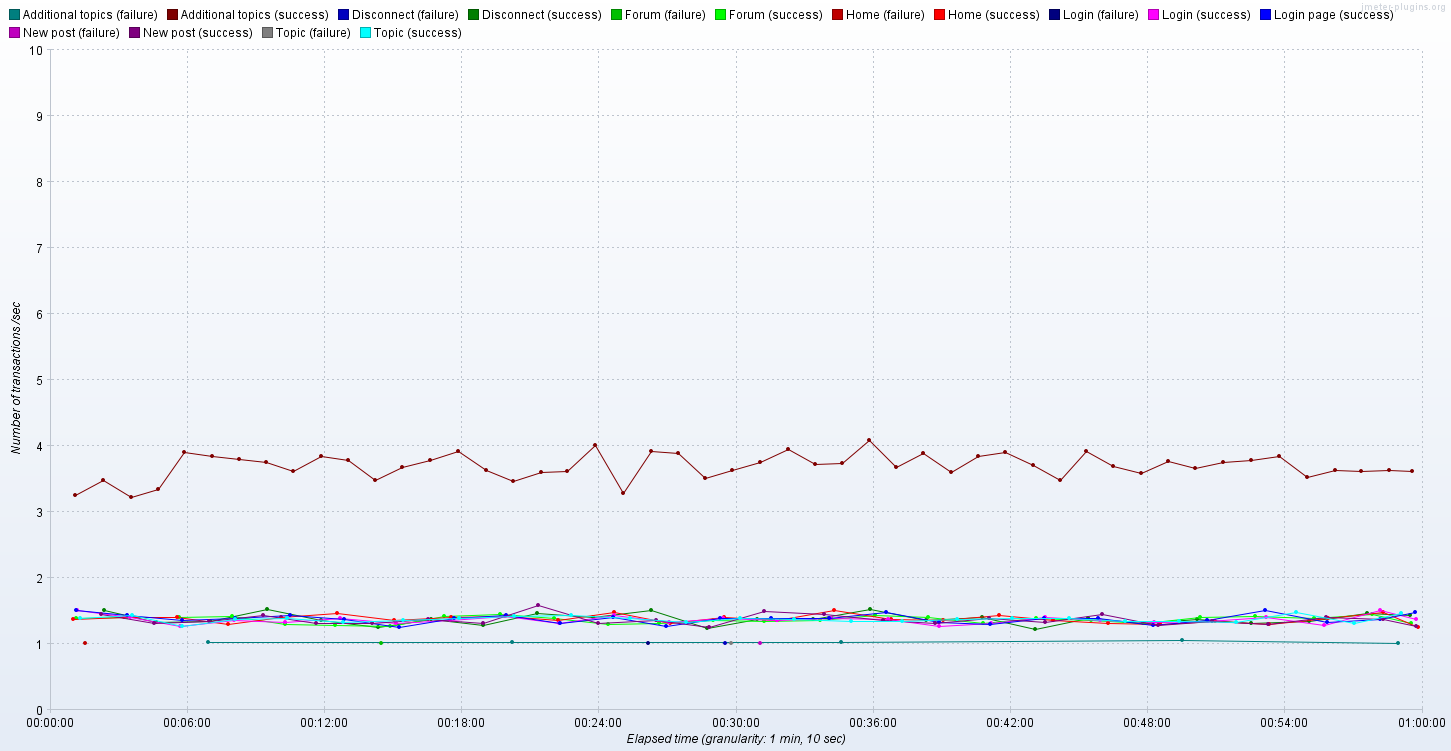 jmeter-plugins.org
Additional topics (failure) Additional topics (success) Disconnect (failure) Disconnect (success) Forum (failure) Forum (success) Home (failure) Home (success) Login (failure) Login (success) Login page (success)
New post (failure) New post (success) Topic (failure) Topic (success)
10
9
8
7
6
5
4
3
2
1
0
Number of transactions /sec
00:00:00 00:06:00 00:12:00 00:18:00 00:24:00 00:30:00 00:36:00 00:42:00 00:48:00 00:54:00 01:00:00
Elapsed time (granularity: 1 min, 10 sec)